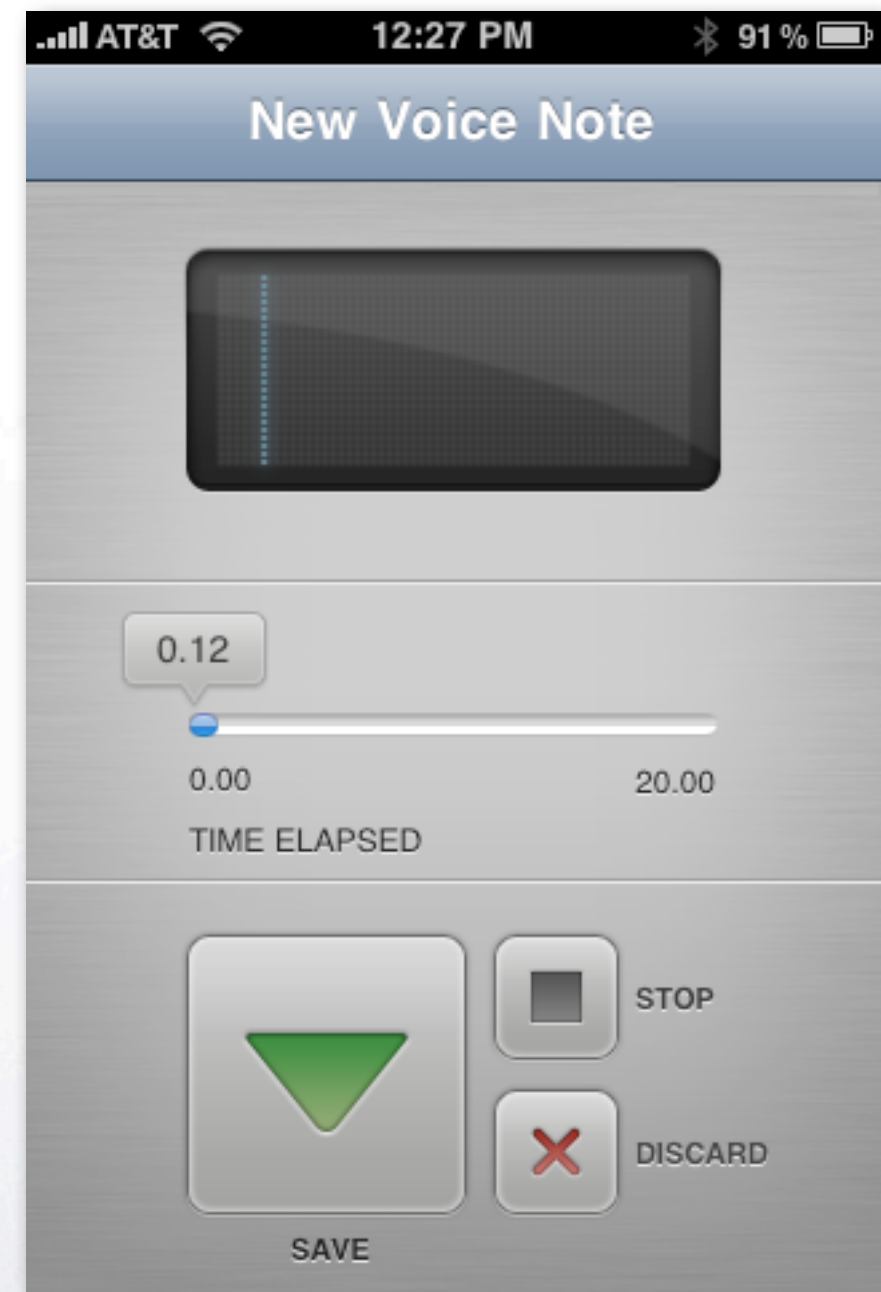 AT&T 12:27 PM 91 %
New Voice Note
0.12
0.00 20.00
TIME ELAPSED
STOP
DISCARD
SAVE